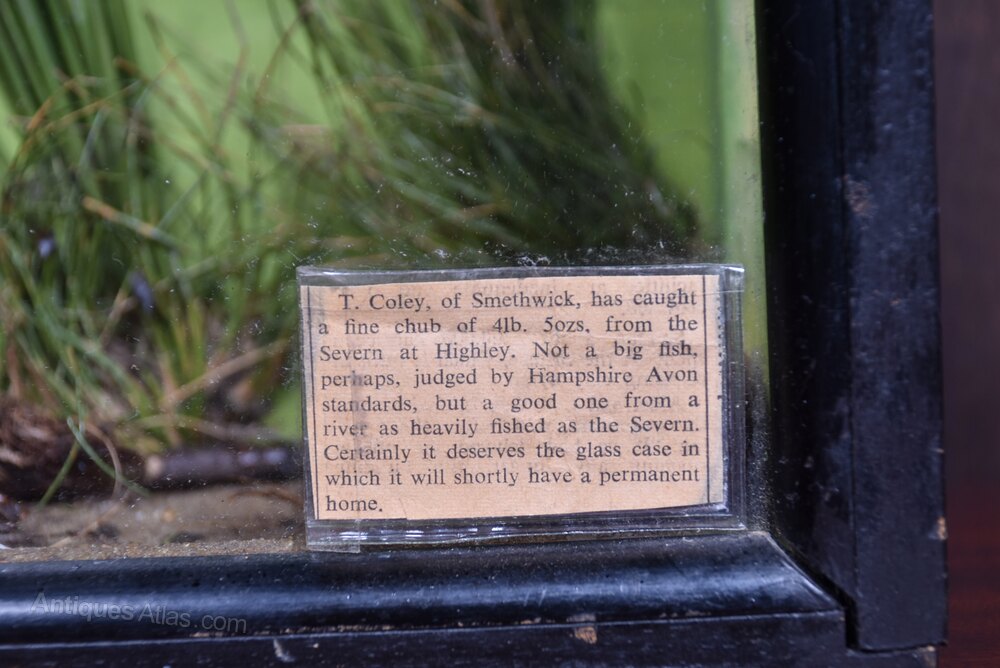 T. Coley, of Smethwick, has caught
a fine chub of 4lb. 5ozs. from the
Severn at Highley. Not a big fish,
perhaps, judged by Hampshire Avon
standards, but a good one from a
river as heavily fished as the Severn.
Certainly it deserves the glass case in
which it will shortly have a permanent
home.
Antiques Atlas.com